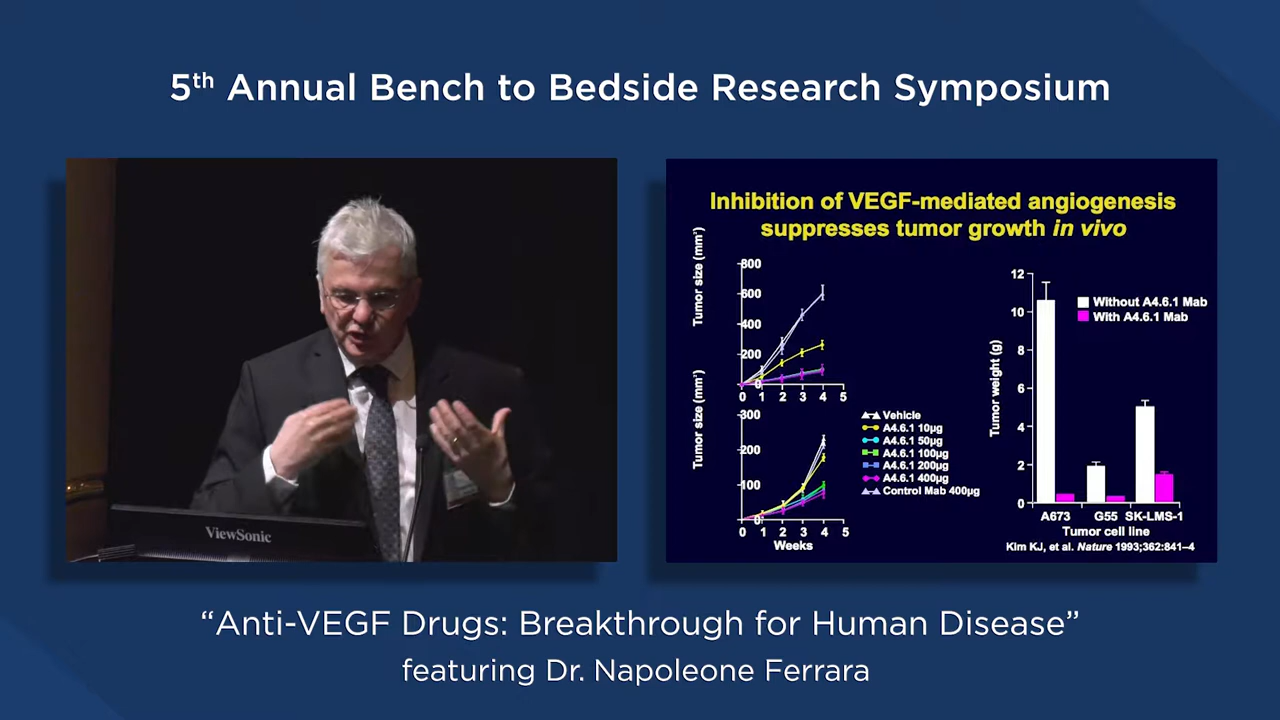 5th Annual Bench to Bedside Research Symposium
ViewSonic
Inhibition of VEGF-mediated angiogenesis
suppresses tumor growth in vivo
Tumor size (mm³)
800
600
400
200
0
0 1 2 3 4 5
Tumor size (mm³)
300
200
100
0
0 1 2 3 4 5
Weeks
Vehicle
A4.6.1 10µg
A4.6.1 50µg
A4.6.1 100µg
A4.6.1 200µg
A4.6.1 400µg
Control Mab 400µg
Tumor weight (g)
12
10
8
6
4
2
0
Without A4.6.1 Mab
With A4.6.1 Mab
A673 G55 SK-LMS-1
Tumor cell line
Kim KJ, et al. Nature 1993;362:841–4
“Anti-VEGF Drugs: Breakthrough for Human Disease”
featuring Dr. Napoleone Ferrara